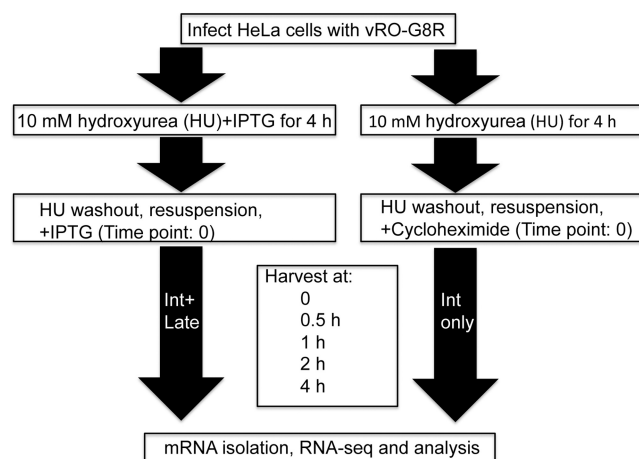 Infect HeLa cells with vRO-G8R
10 mM hydroxyurea (HU)+IPTG for 4 h
10 mM hydroxyurea (HU) for 4 h
HU washout, resuspension,
+IPTG (Time point: 0)
HU washout, resuspension,
+Cycloheximide (Time point: 0)
Int+
Late
Harvest at:
0
0.5 h
1 h
2 h
4 h
Int
only
mRNA isolation, RNA-seq and analysis